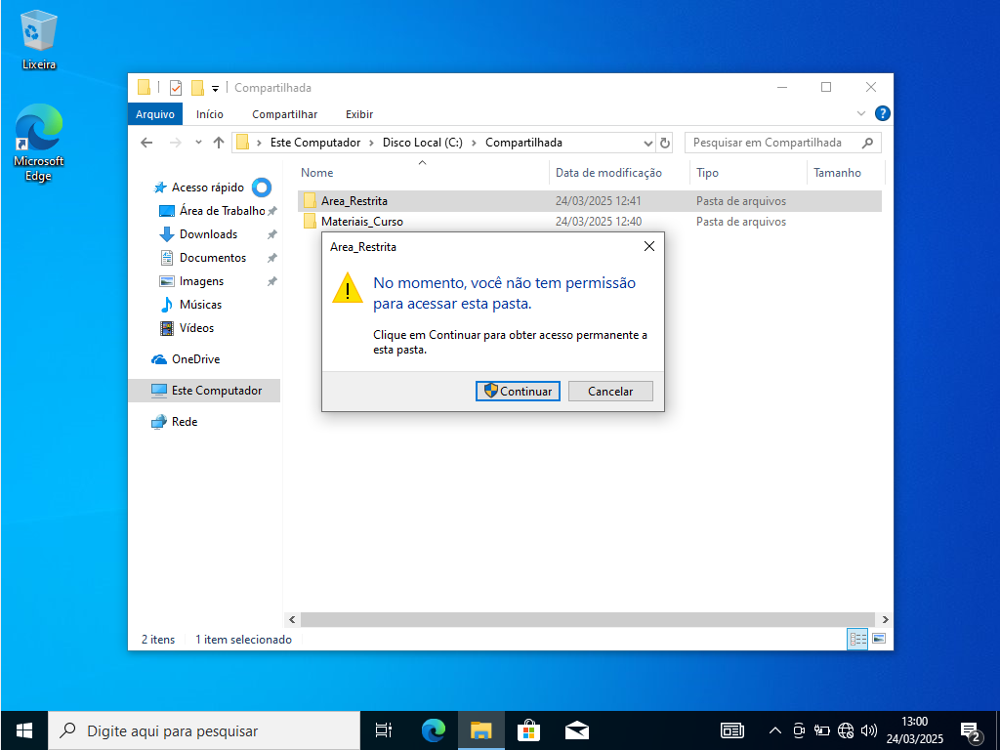 Lixeira
Microsoft
Edge
Compartilhada
Arquivo
Início
Compartilhar
Exibir
?
Este Computador
Disco Local (C:)
Compartilhada
Pesquisar em Compartilhada
Nome
Data de modificação
Tipo
Tamanho
Acesso rápido
Área de Trabalho
Downloads
Documentos
Imagens
Músicas
Vídeos
OneDrive
Este Computador
Rede
Area_Restrita 24/03/2025 12:41 Pasta de arquivos
Materiais_Curso 24/03/2025 12:40 Pasta de arquivos
Area_Restrita
No momento, você não tem permissão
para acessar esta pasta.
Clique em Continuar para obter acesso permanente a
esta pasta.
Continuar
Cancelar
2 itens
1 item selecionado
Digite aqui para pesquisar
13:00
24/03/2025
2